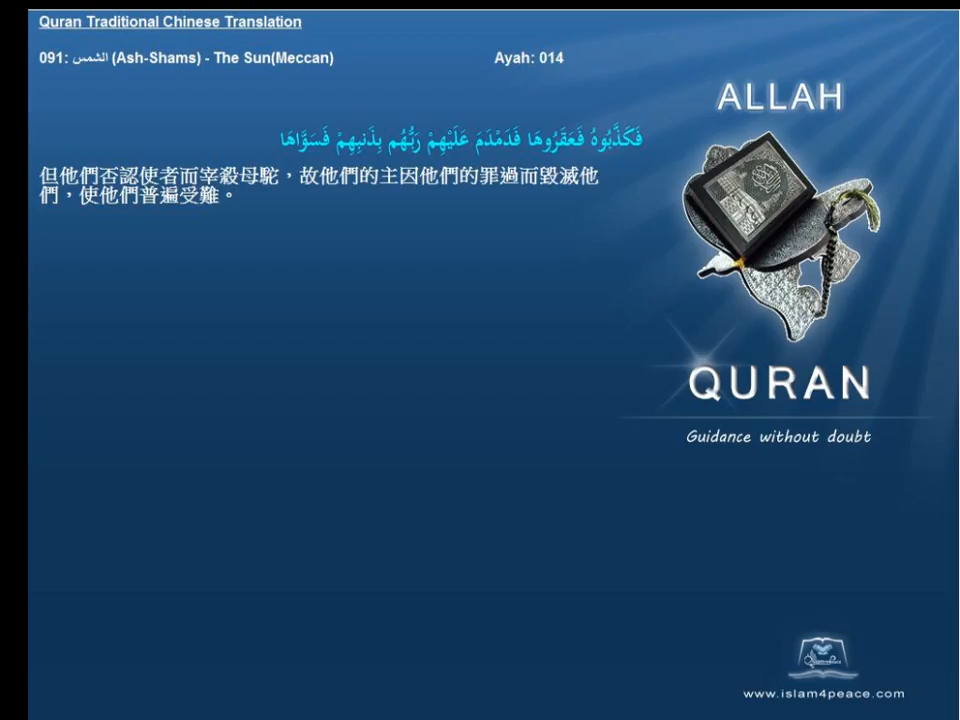 Quran Traditional Chinese Translation
091: الشمس (Ash-Shams) - The Sun(Meccan) Ayah: 014
فَكَذَّبُوهُ فَعَقَرُوهَا فَدَمْدَمَ عَلَيْهِمْ رَبُّهُم بِذَنبِهِمْ فَسَوَّاهَا
但他們否認使者而宰殺母駝，故他們的主因他們的罪過而毀滅他
們，使他們普遍受難。
ALLAH
QURAN
Guidance without doubt
www.islam4peace.com